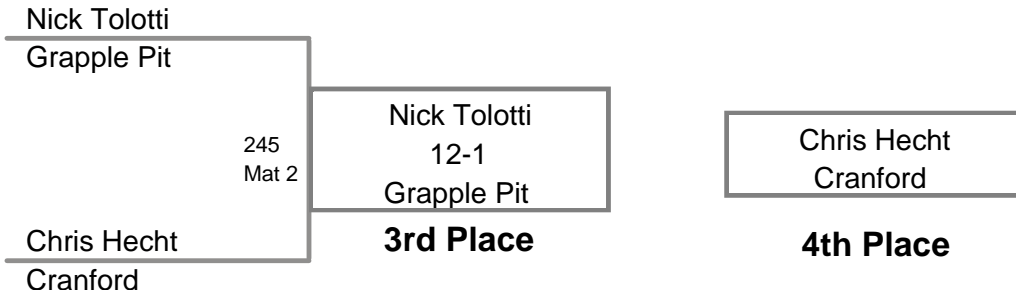 Nick Tolotti
Grapple Pit
245
Mat 2
Chris Hecht
Cranford
Nick Tolotti
12-1
Grapple Pit
3rd Place
Chris Hecht
Cranford
4th Place